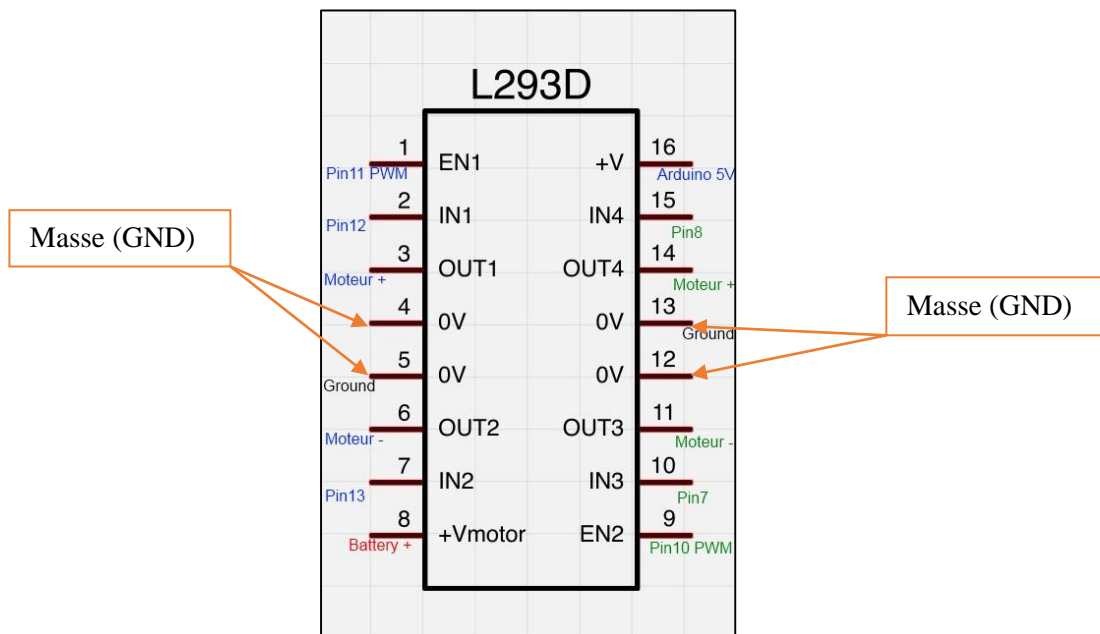 L293D
1
EN1
+V
16
Pin11 PWM
Arduino 5V
2
IN1
IN4
15
Pin12
Pin8
Masse (GND)
3
OUT1
OUT4
14
Moteur +
Moteur +
Masse (GND)
4
0V
0V
13
Ground
5
0V
0V
12
Ground
6
OUT2
OUT3
11
Moteur -
Moteur -
7
IN2
IN3
10
Pin13
Pin7
8
+Vmotor
EN2
9
Battery +
Pin10 PWM